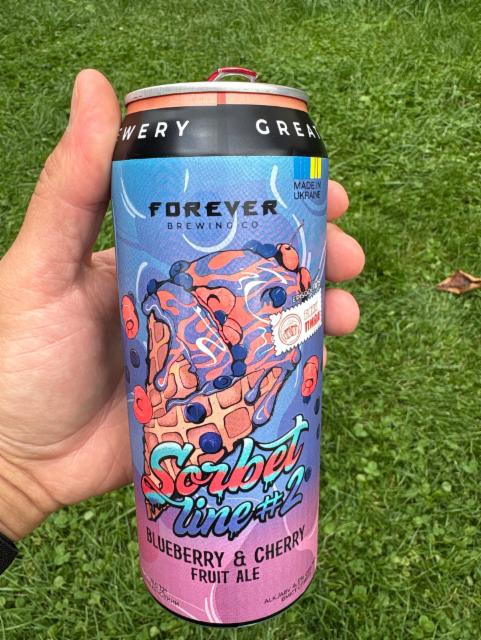 EWERY GREAT
MADE IN
UKRAINE
FOREVER
BREWING CO
Sorbet
line #2
BLUEBERRY & CHERRY
FRUIT ALE